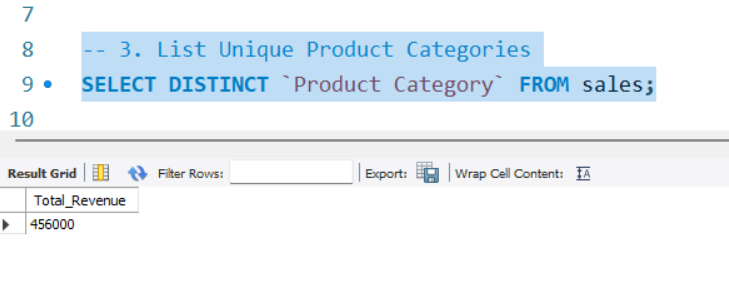 7
8 -- 3. List Unique Product Categories
9 SELECT DISTINCT `Product Category` FROM sales;
10
Result Grid Filter Rows: Export: Wrap Cell Content: IA
Total_Revenue
456000